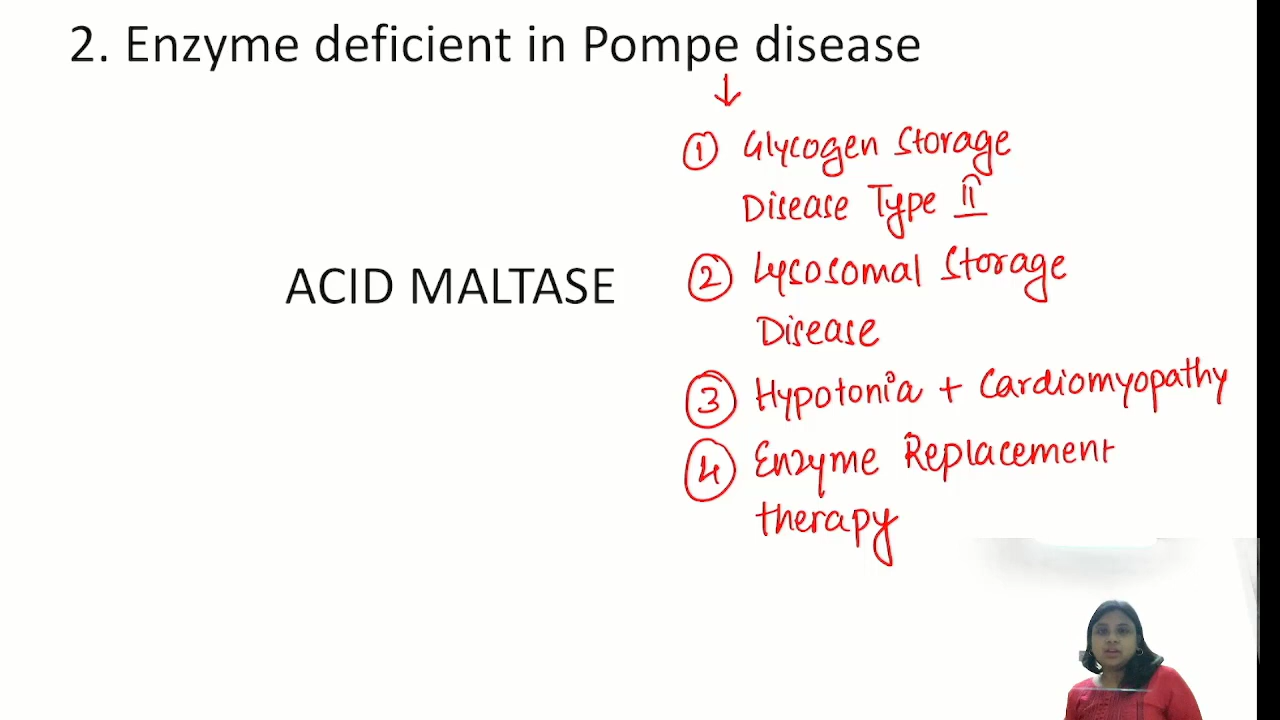 2. Enzyme deficient in Pompe disease
↓
① Glycogen Storage
Disease Type II
ACID MALTASE
② Lysosomal Storage
Disease
③ Hypotonia + Cardiomyopathy
④ Enzyme Replacement
therapy